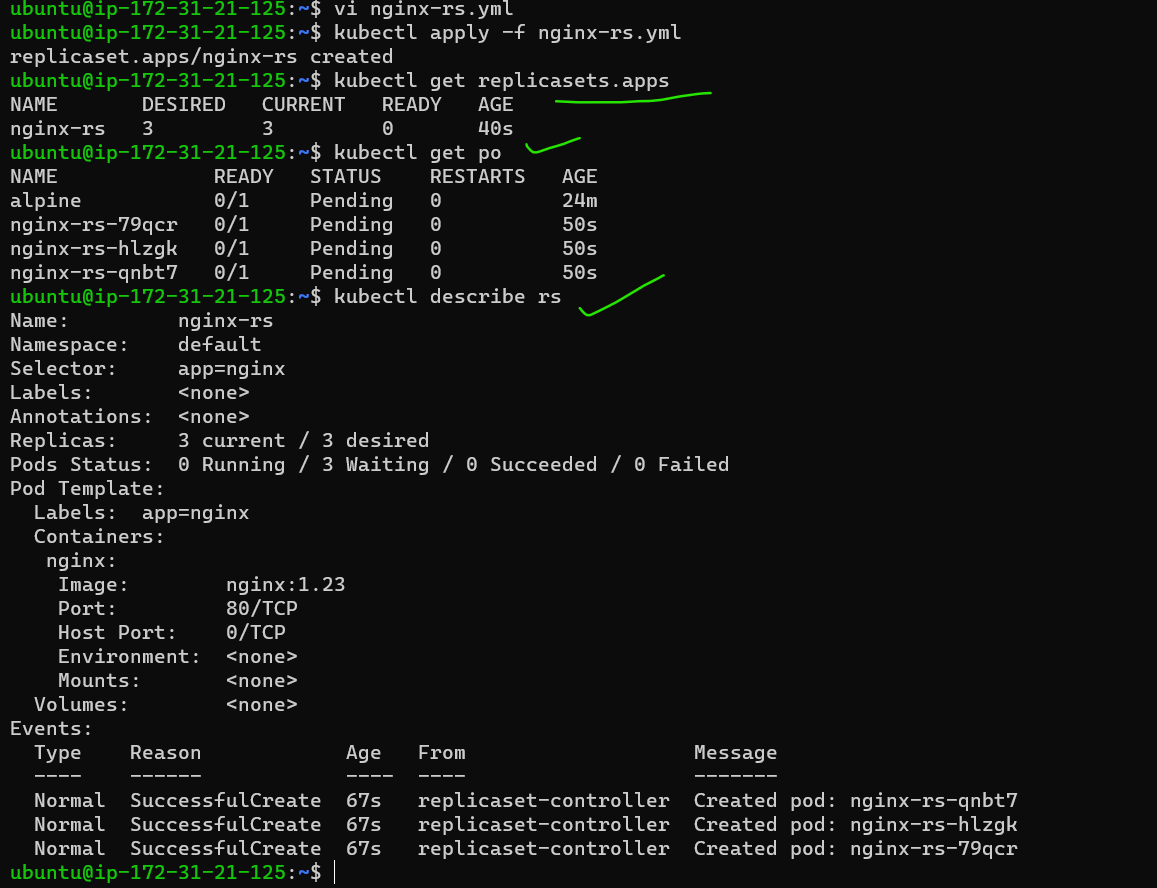 ubuntu@ip-172-31-21-125:~$ vi nginx-rs.yml
ubuntu@ip-172-31-21-125:~$ kubectl apply -f nginx-rs.yml
replicaset.apps/nginx-rs created
ubuntu@ip-172-31-21-125:~$ kubectl get replicasets.apps
NAME       DESIRED   CURRENT   READY   AGE
nginx-rs   3         3         0       40s
ubuntu@ip-172-31-21-125:~$ kubectl get po
NAME             READY   STATUS    RESTARTS   AGE
alpine           0/1     Pending   0          24m
nginx-rs-79qcr   0/1     Pending   0          50s
nginx-rs-hlzgk   0/1     Pending   0          50s
nginx-rs-qnbt7   0/1     Pending   0          50s
ubuntu@ip-172-31-21-125:~$ kubectl describe rs
Name:         nginx-rs
Namespace:    default
Selector:     app=nginx
Labels:       <none>
Annotations:  <none>
Replicas:     3 current / 3 desired
Pods Status:  0 Running / 3 Waiting / 0 Succeeded / 0 Failed
Pod Template:
  Labels:  app=nginx
  Containers:
   nginx:
    Image:        nginx:1.23
    Port:         80/TCP
    Host Port:    0/TCP
    Environment:  <none>
    Mounts:       <none>
  Volumes:        <none>
Events:
  Type    Reason            Age   From                   Message
  ----    ------            ----  ----                   -------
  Normal  SuccessfulCreate  67s   replicaset-controller  Created pod: nginx-rs-qnbt7
  Normal  SuccessfulCreate  67s   replicaset-controller  Created pod: nginx-rs-hlzgk
  Normal  SuccessfulCreate  67s   replicaset-controller  Created pod: nginx-rs-79qcr
ubuntu@ip-172-31-21-125:~$